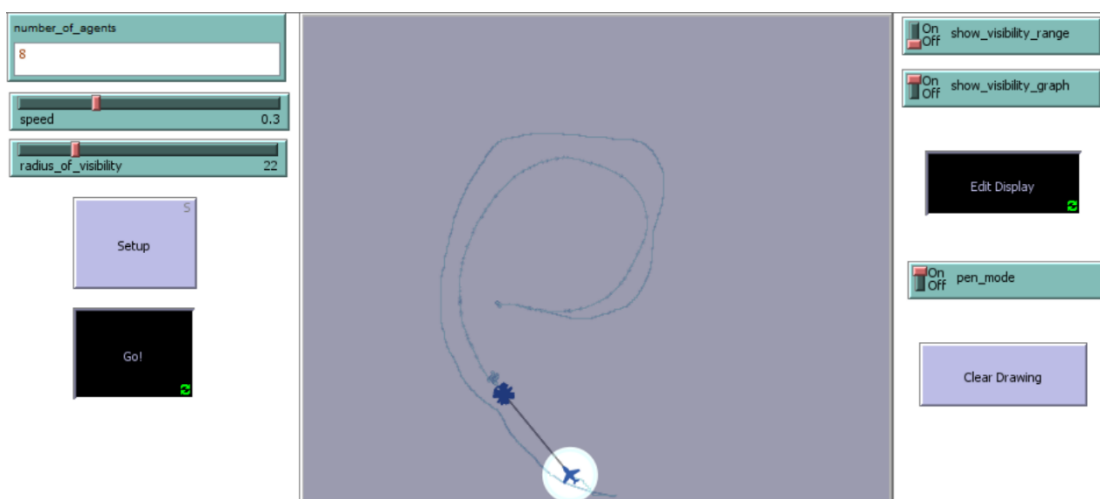 number_of_agents
8
speed 0.3
radius_of_visibility 22
S
Setup
Go!
On
Off
show_visibility_range
On
Off
show_visibility_graph
Edit Display
On
Off
pen_mode
Clear Drawing